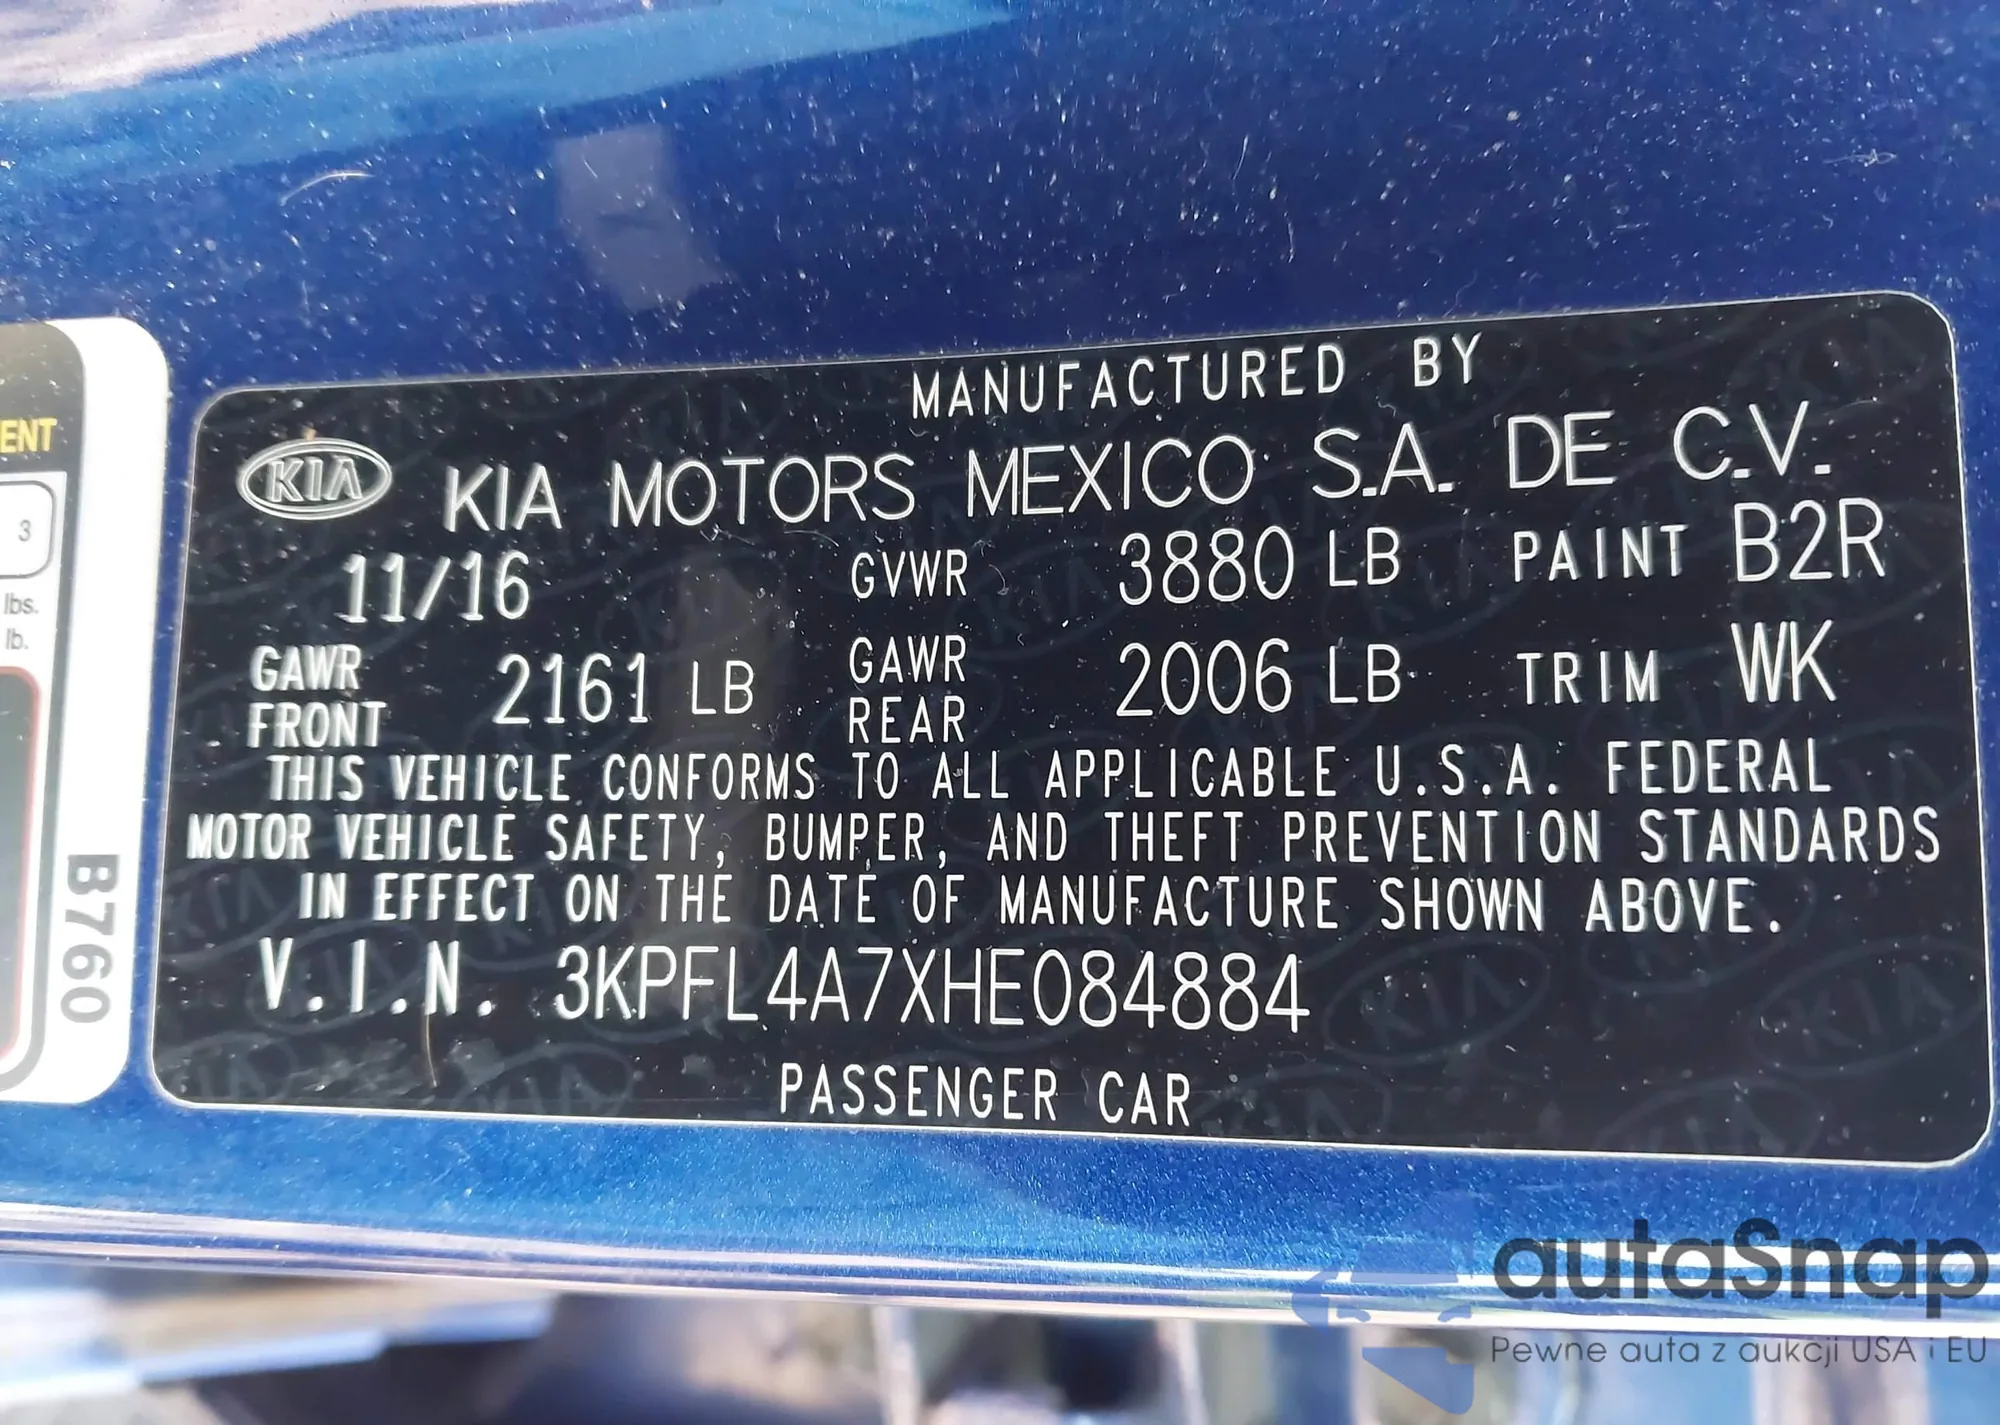 MANUFACTURED BY
KIA KIA MOTORS MEXICO S.A. DE C.V.
11/16 GVWR 3880 LB PAINT B2R
GAWR FRONT 2161 LB GAWR REAR 2006 LB TRIM WK
THIS VEHICLE CONFORMS TO ALL APPLICABLE U.S.A. FEDERAL
MOTOR VEHICLE SAFETY, BUMPER, AND THEFT PREVENTION STANDARDS
IN EFFECT ON THE DATE OF MANUFACTURE SHOWN ABOVE.
V.I.N. 3KPFL4A7XHE084884
PASSENGER CAR
ENT
3
lbs.
lb.
B760
autaSnap
Pewne auta z aukcji USA i EU